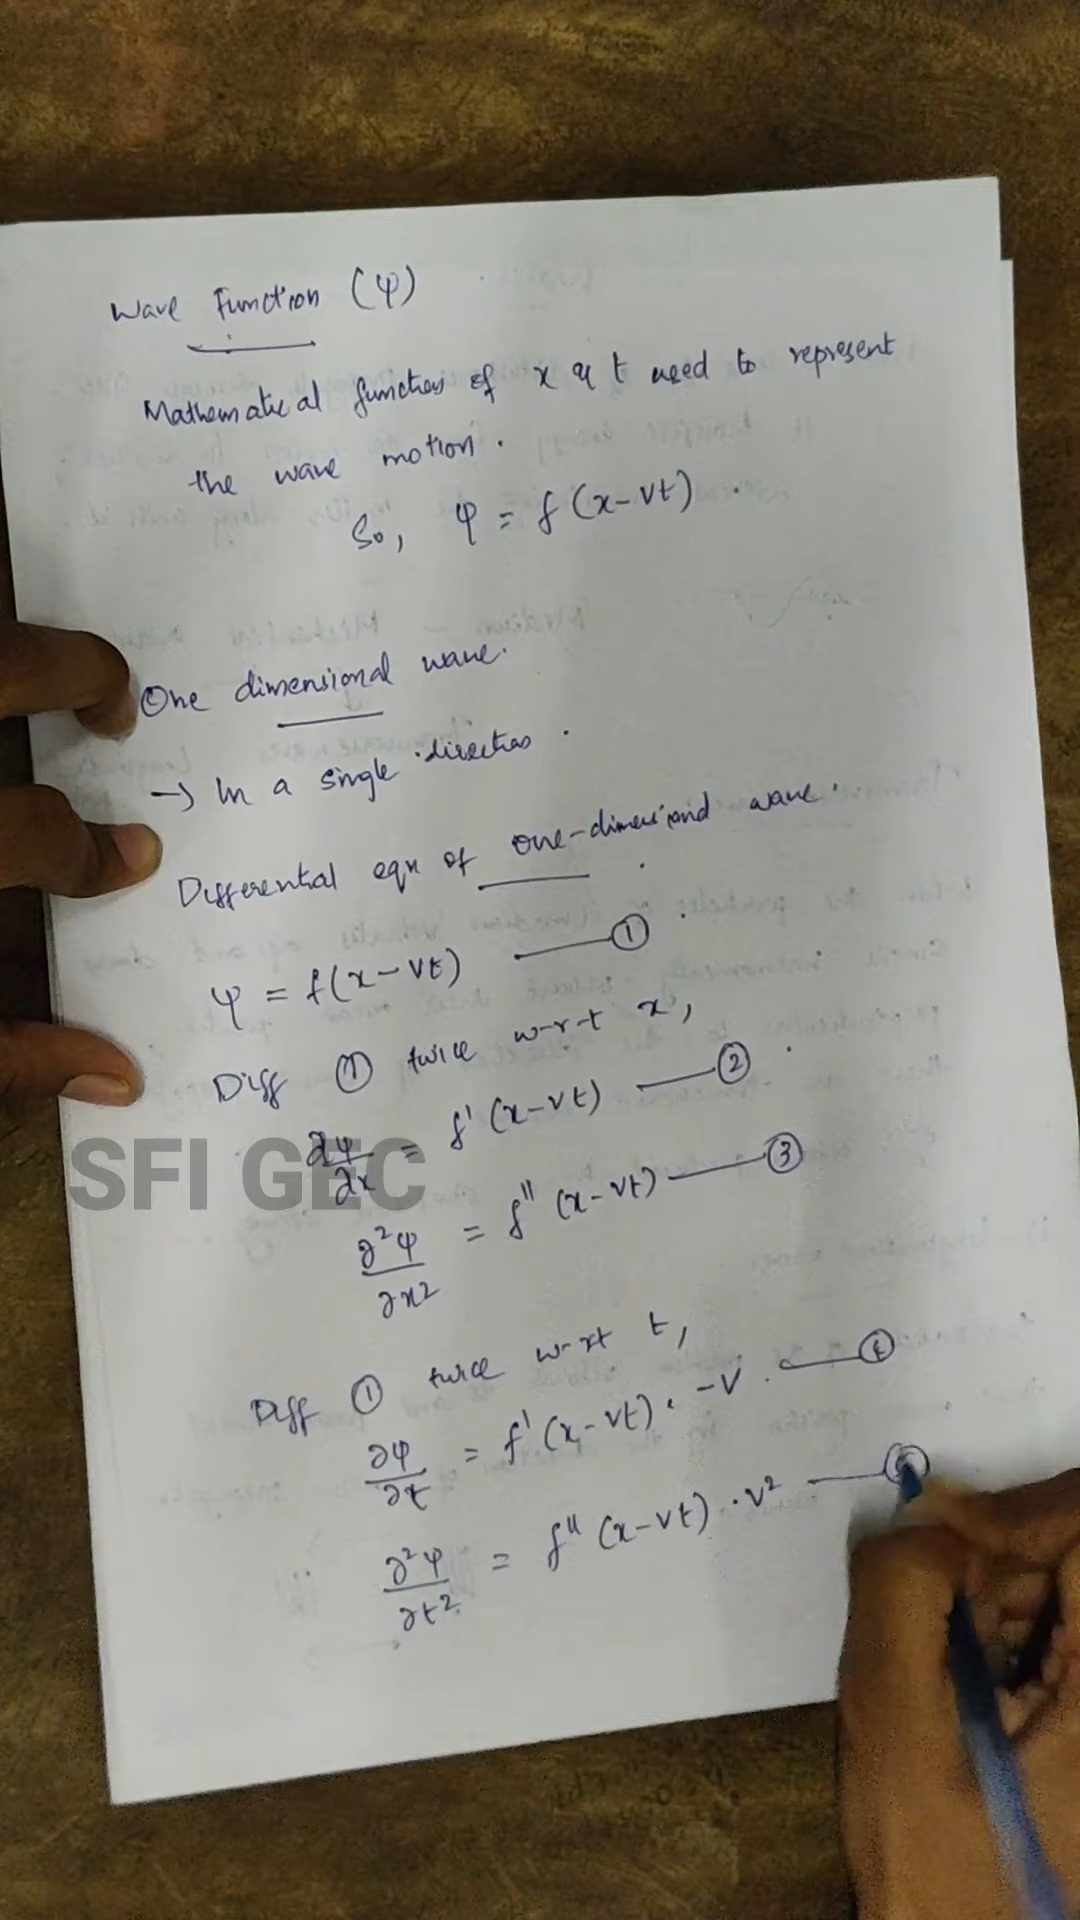 Wave Function (ψ)
Mathematical function of x & t used to represent
the wave motion.
So, ψ = f(x-vt).
One dimensional wave.
→ In a single direction.
Differential eqn of one-dimensional wave.
ψ = f(x-vt) — ①
Diff ① twice w-r-t x,
∂ψ/∂x = f'(x-vt) — ②
SFI GEC
∂²ψ/∂x² = f''(x-vt) — ③
Diff ① twice w-r-t t,
∂ψ/∂t = f'(x-vt) · -v. —
∂²ψ/∂t² = f''(x-vt) · v² —